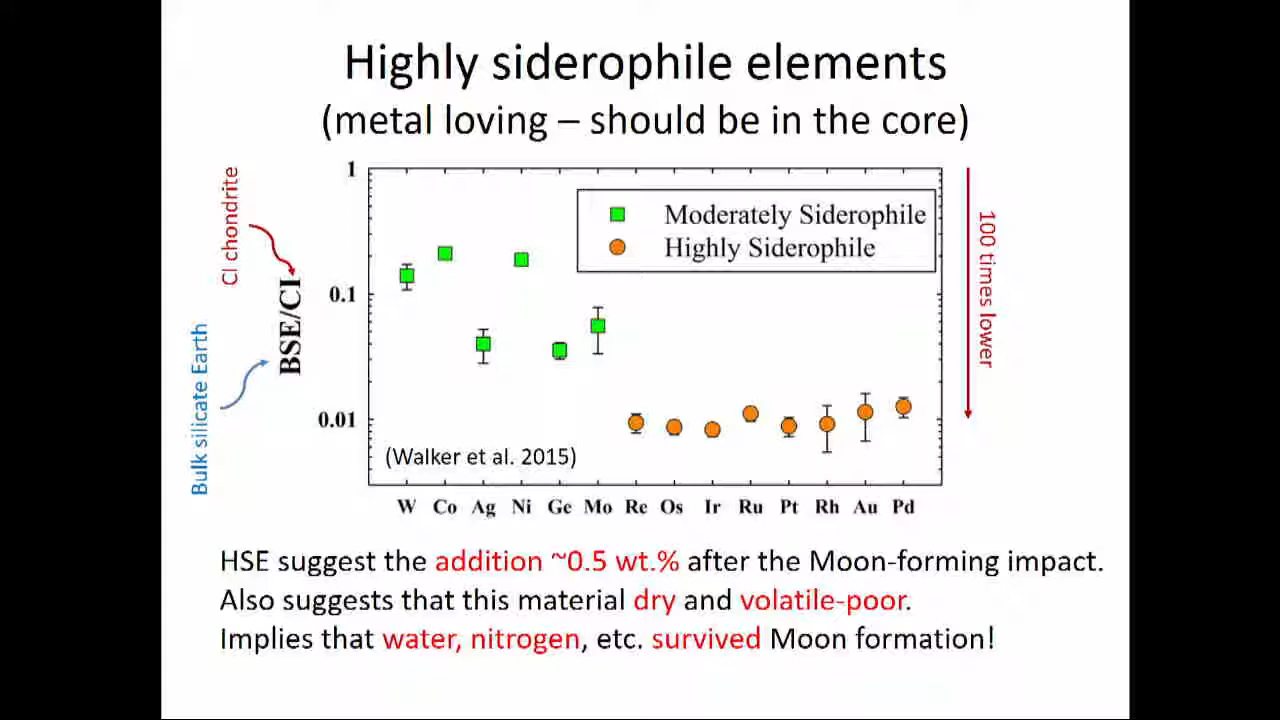 Highly siderophile elements
(metal loving – should be in the core)
CI chondrite
Bulk silicate Earth
BSE/CI
1
0.1
0.01
Moderately Siderophile
Highly Siderophile
100 times lower
(Walker et al. 2015)
W Co Ag Ni Ge Mo Re Os Ir Ru Pt Rh Au Pd
HSE suggest the addition ~0.5 wt.% after the Moon-forming impact.
Also suggests that this material dry and volatile-poor.
Implies that water, nitrogen, etc. survived Moon formation!